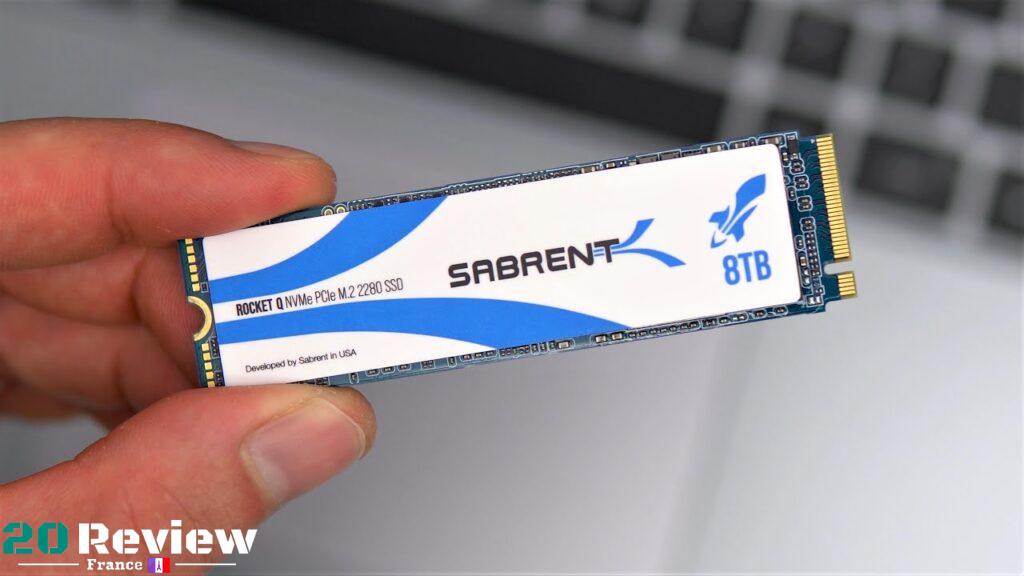 SABRENT
8TB
ROCKET Q NVMe PCIe M.2 2280 SSD
Developed by Sabrent in USA
20 Review
France